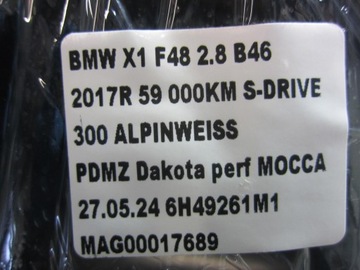 BMW X1 F48 2.8 B46
2017R 59 000KM S-DRIVE
300 ALPINWEISS
PDMZ Dakota perf MOCCA
27.05.24 6H49261M1
MAG00017689